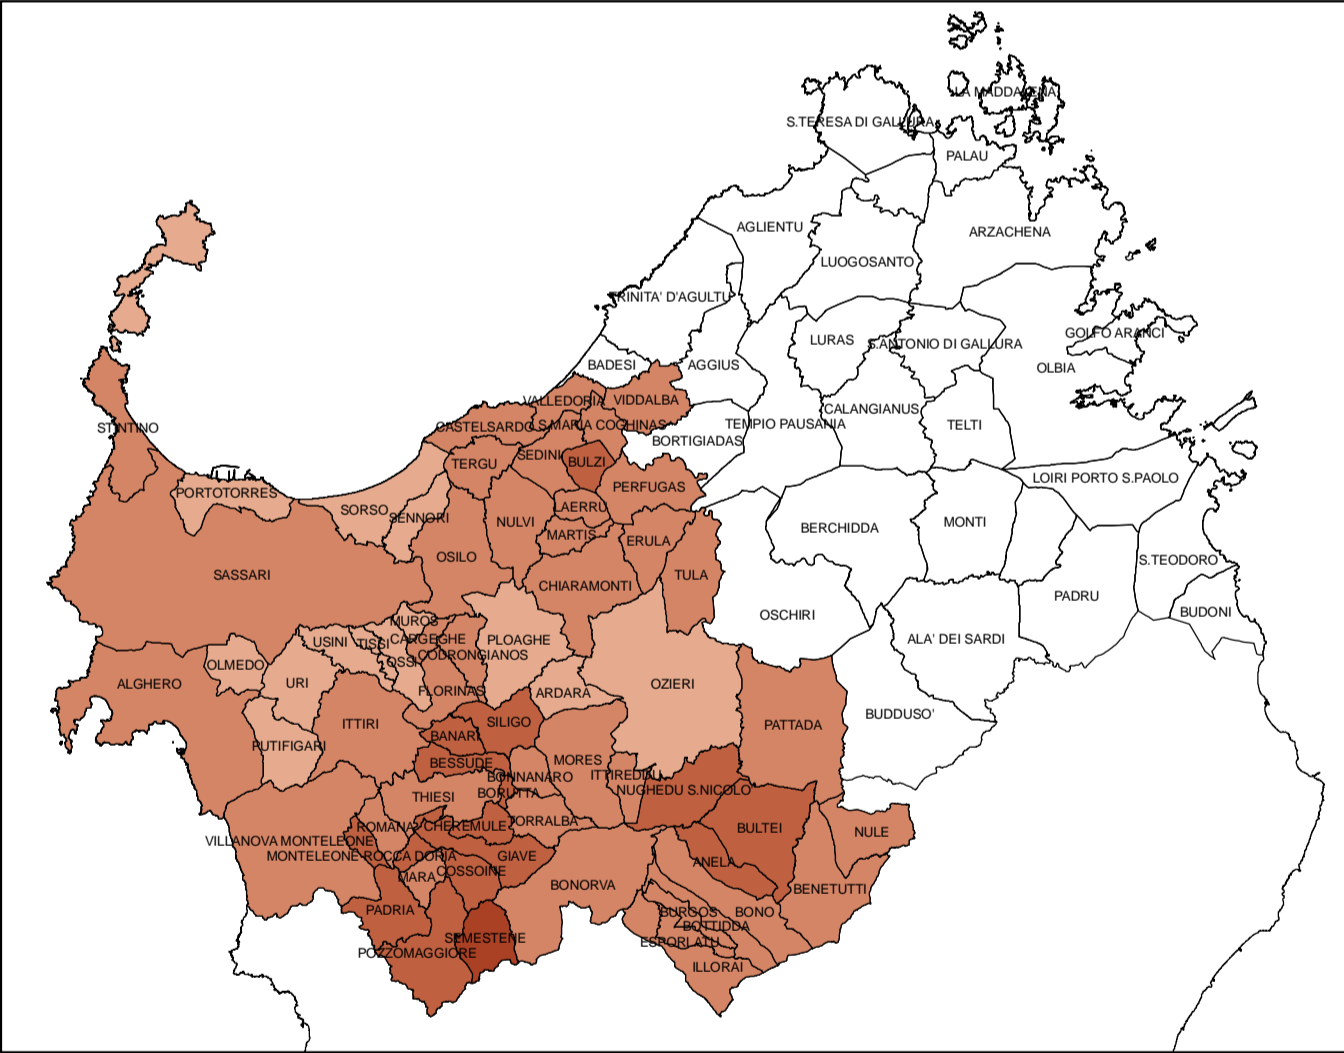 LA MADDALENA
S.TERESA DI GALLURA
PALAU
AGLIENTU
ARZACHENA
LUOGOSANTO
TRINITA' D'AGULTU
GOLFO ARANCI
LURAS
S.ANTONIO DI GALLURA
BADESI
AGGIUS
OLBIA
VALLEDORIA
VIDDALBA
CALANGIANUS
STINTINO
CASTELSARDO
S.MARIA COGHINAS
TEMPIO PAUSANIA
TELTI
BORTIGIADAS
SEDINI
TERGU
BULZI
LOIRI PORTO S.PAOLO
PORTOTORRES
PERFUGAS
SORSO
SENNORI
LAERRU
NULVI
BERCHIDDA
MONTI
MARTIS
ERULA
OSILO
S.TEODORO
SASSARI
TULA
CHIARAMONTI
PADRU
OSCHIRI
BUDONI
MUROS
USINI
TISSI
CARGEGHE
PLOAGHE
ALA' DEI SARDI
OLMEDO
OSSI
CODRONGIANOS
ALGHERO
URI
FLORINAS
ARDARA
OZIERI
BUDDUSO'
ITTIRI
SILIGO
PATTADA
BANARI
PUTIFIGARI
BESSUDE
MORES
BONNANARO
ITTIREDDU
NUGHEDU S.NICOLO'
THIESI
BORUTTA
ROMANA
CHEREMULE
TORRALBA
BULTEI
NULE
VILLANOVA MONTELEONE
MONTELEONE ROCCA DORIA
GIAVE
ANELA
MARA
COSSOINE
BONORVA
BENETUTTI
PADRIA
BURGOS
BONO
BOTTIDDA
SEMESTENE
ESPORLATU
POZZOMAGGIORE
ILLORAI